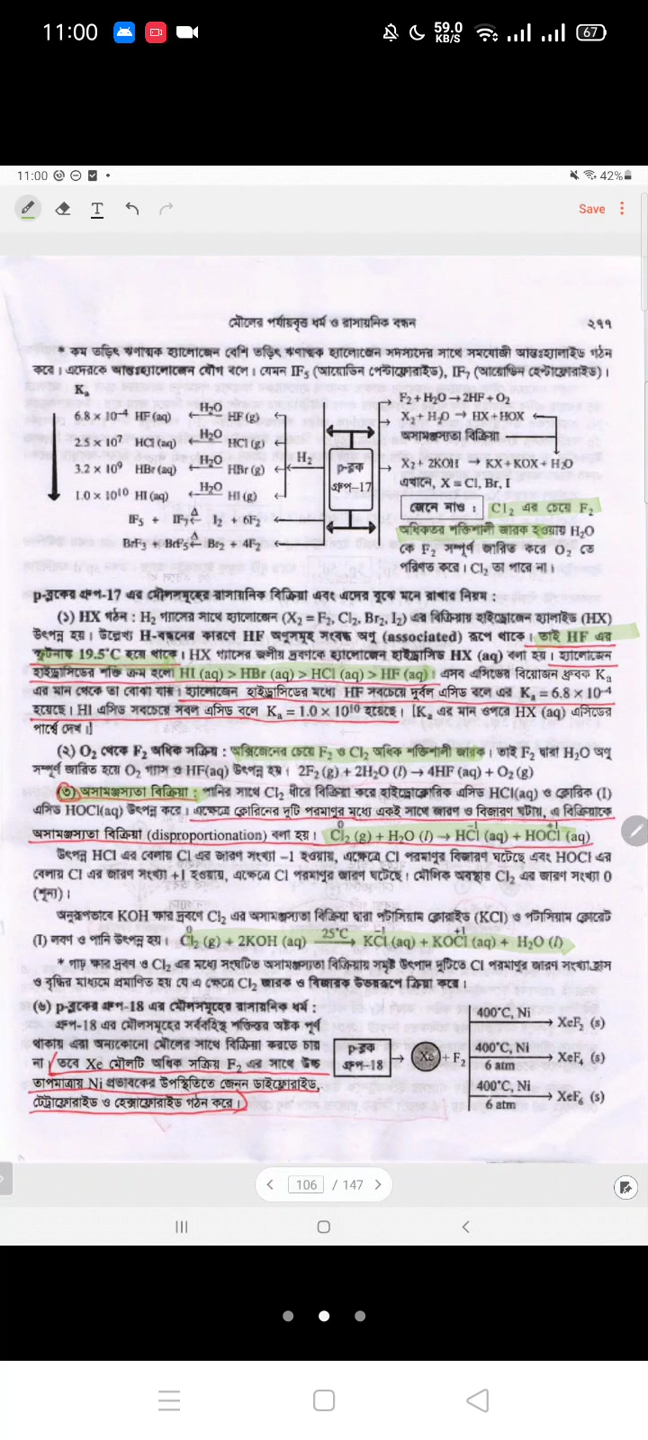 11:00
59.0
KB/S
67
11:00
42%
T
Save
মৌলের পর্যায়বৃত্ত ধর্ম ও রাসায়নিক বন্ধন ২৭৭
* কম তড়িৎ ঋণাত্মক হ্যালোজেন বেশি তড়িৎ ঋণাত্মক হ্যালোজেন সদস্যদের সাথে সমযোজী আন্তঃহ্যালাইড গঠন
করে। এদেরকে আন্তঃহ্যালোজেন যৌগ বলে। যেমন IF₅ (আয়োডিন পেন্টাফ্লোরাইড), IF₇ (আয়োডিন হেপ্টাফ্লোরাইড)।
Kₐ
6.8 × 10⁻⁴ HF (aq) ←H₂O HF (g)
2.5 × 10⁷ HCl (aq) ←H₂O HCl (g)
3.2 × 10⁹ HBr (aq) ←H₂O HBr (g)
1.0 × 10¹⁰ HI (aq) ←H₂O HI (g)
IF₅ + IF₇ ←Δ I₂ + 6F₂
BrF₃ + BrF₅ ←Δ Br₂ + 4F₂
H₂
p-ব্লক
গ্রুপ-17
F₂ + H₂O → 2HF + O₂
X₂ + H₂O → HX + HOX
অসামঞ্জস্যতা বিক্রিয়া
X₂ + 2KOH → KX + KOX + H₂O
এখানে, X = Cl, Br, I
জেনে নাও : Cl₂ এর চেয়ে F₂
অধিকতর শক্তিশালী জারক হওয়ায় H₂O
কে F₂ সম্পূর্ণ জারিত করে O₂ তে
পরিণত করে। Cl₂ তা পারে না।
p-ব্লকের গ্রুপ-17 এর মৌলসমূহের রাসায়নিক বিক্রিয়া এবং এদের বুঝে মনে রাখার নিয়ম :
(১) HX গঠন : H₂ গ্যাসের সাথে হ্যালোজেন (X₂ = F₂, Cl₂, Br₂, I₂) এর বিক্রিয়ায় হাইড্রোজেন হ্যালাইড (HX)
উৎপন্ন হয়। উল্লেখ্য H-বন্ধনের কারণে HF অণুসমূহ সংবদ্ধ অণু (associated) রূপে থাকে। তাই HF এর
স্ফুটনাঙ্ক 19.5°C হয়ে থাকে। HX গ্যাসের জলীয় দ্রবণকে হ্যালোজেন হাইড্রাসিড HX (aq) বলা হয়। হ্যালোজেন
হাইড্রাসিডের শক্তি ক্রম হলো HI (aq) > HBr (aq) > HCl (aq) > HF (aq)। এসব এসিডের বিয়োজন ধ্রুবক Kₐ
এর মান থেকে তা বোঝা যায়। হ্যালোজেন হাইড্রাসিডের মধ্যে HF সবচেয়ে দুর্বল এসিড বলে এর Kₐ = 6.8 × 10⁻⁴
হয়েছে। HI এসিড সবচেয়ে সবল এসিড বলে Kₐ = 1.0 × 10¹⁰ হয়েছে। [Kₐ এর মান ওপরে HX (aq) এসিডের
পার্শ্বে দেখ।]
(২) O₂ থেকে F₂ অধিক সক্রিয় : অক্সিজেনের চেয়ে F₂ ও Cl₂ অধিক শক্তিশালী জারক। তাই F₂ দ্বারা H₂O অণু
সম্পূর্ণ জারিত হয়ে O₂ গ্যাস ও HF(aq) উৎপন্ন হয়। 2F₂ (g) + 2H₂O (l) → 4HF (aq) + O₂ (g)
(৩) অসামঞ্জস্যতা বিক্রিয়া : পানির সাথে Cl₂ ধীরে বিক্রিয়া করে হাইড্রোক্লোরিক এসিড HCl(aq) ও ক্লোরিক (I)
এসিড HOCl(aq) উৎপন্ন করে। এক্ষেত্রে ক্লোরিনের দুটি পরমাণুর মধ্যে একই সাথে জারণ ও বিজারণ ঘটায়, এ বিক্রিয়াকে
অসামঞ্জস্যতা বিক্রিয়া (disproportionation) বলা হয়। Cl₂⁰ (g) + H₂O (l) → HCl⁻¹ (aq) + HOCl⁺¹ (aq)
উৎপন্ন HCl এর বেলায় Cl এর জারণ সংখ্যা –1 হওয়ায়, এক্ষেত্রে Cl পরমাণুর বিজারণ ঘটেছে এবং HOCl এর
বেলায় Cl এর জারণ সংখ্যা +1 হওয়ায়, এক্ষেত্রে Cl পরমাণুর জারণ ঘটেছে। মৌলিক অবস্থায় Cl₂ এর জারণ সংখ্যা 0
(শূন্য)।
অনুরূপভাবে KOH ক্ষার দ্রবণে Cl₂ এর অসামঞ্জস্যতা বিক্রিয়া দ্বারা পটাসিয়াম ক্লোরাইড (KCl) ও পটাসিয়াম ক্লোরেট
(I) লবণ ও পানি উৎপন্ন হয়। Cl₂⁰ (g) + 2KOH (aq) 25°C→ KCl⁻¹ (aq) + KOCl⁺¹ (aq) + H₂O (l)
* গাঢ় ক্ষার দ্রবণ ও Cl₂ এর মধ্যে সংঘটিত অসামঞ্জস্যতা বিক্রিয়ায় সৃষ্ট উৎপাদ দুটিতে Cl পরমাণুর জারণ সংখ্যা হ্রাস
ও বৃদ্ধির মাধ্যমে প্রমাণিত হয় যে এ ক্ষেত্রে Cl₂ জারক ও বিজারক উভয়রূপে ক্রিয়া করে।
(৬) p-ব্লকের গ্রুপ-18 এর মৌলসমূহের রাসায়নিক ধর্ম :
গ্রুপ-18 এর মৌলসমূহের সর্ববহিঃস্থ শক্তিস্তর অষ্টক পূর্ণ
থাকায় এরা অন্যকোনো মৌলের সাথে বিক্রিয়া করতে চায়
না। তবে Xe মৌলটি অধিক সক্রিয় F₂ এর সাথে উচ্চ
তাপমাত্রায় Ni প্রভাবকের উপস্থিতিতে জেনন ডাইফ্লোরাইড,
টেট্রাফ্লোরাইড ও হেক্সাফ্লোরাইড গঠন করে।
p-ব্লক
গ্রুপ-18
Xe + F₂
400°C, Ni → XeF₂ (s)
400°C, Ni 6 atm → XeF₄ (s)
400°C, Ni 6 atm → XeF₆ (s)
106 / 147